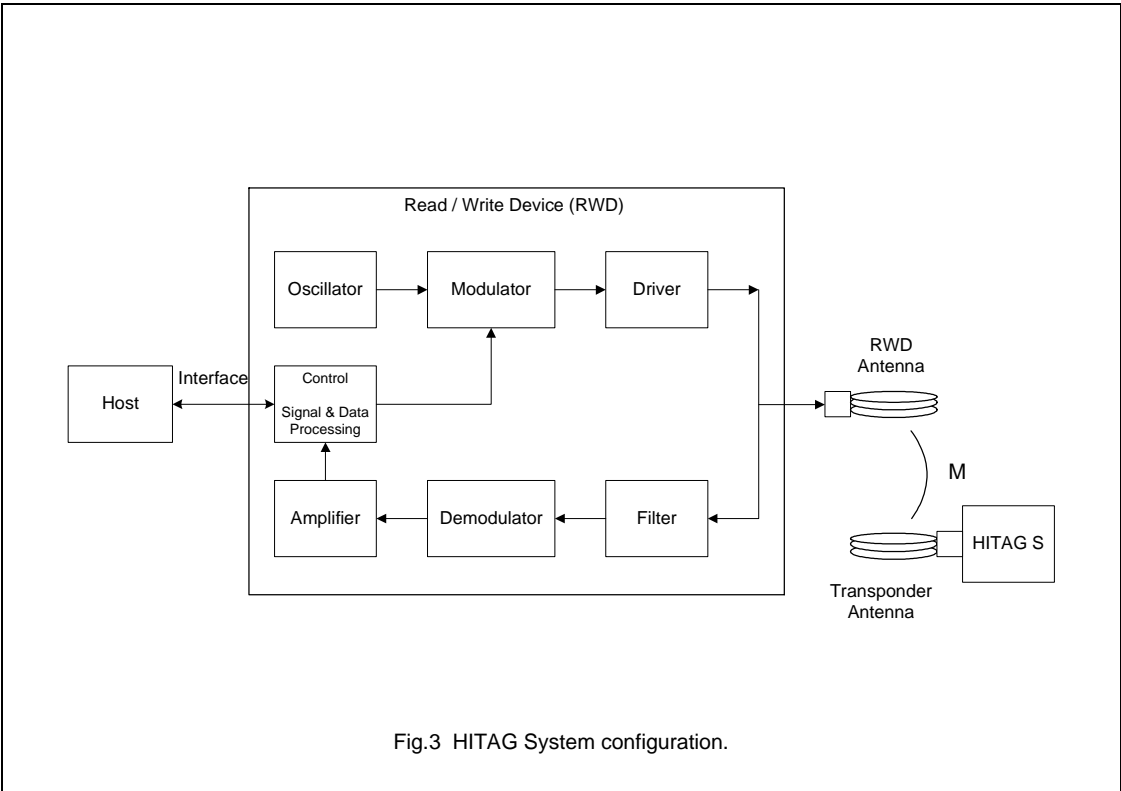 Read / Write Device (RWD)
Oscillator
Modulator
Driver
Host
Interface
Control
Signal & Data
Processing
RWD
Antenna
M
Amplifier
Demodulator
Filter
HITAG S
Transponder
Antenna
Fig.3 HITAG System configuration.